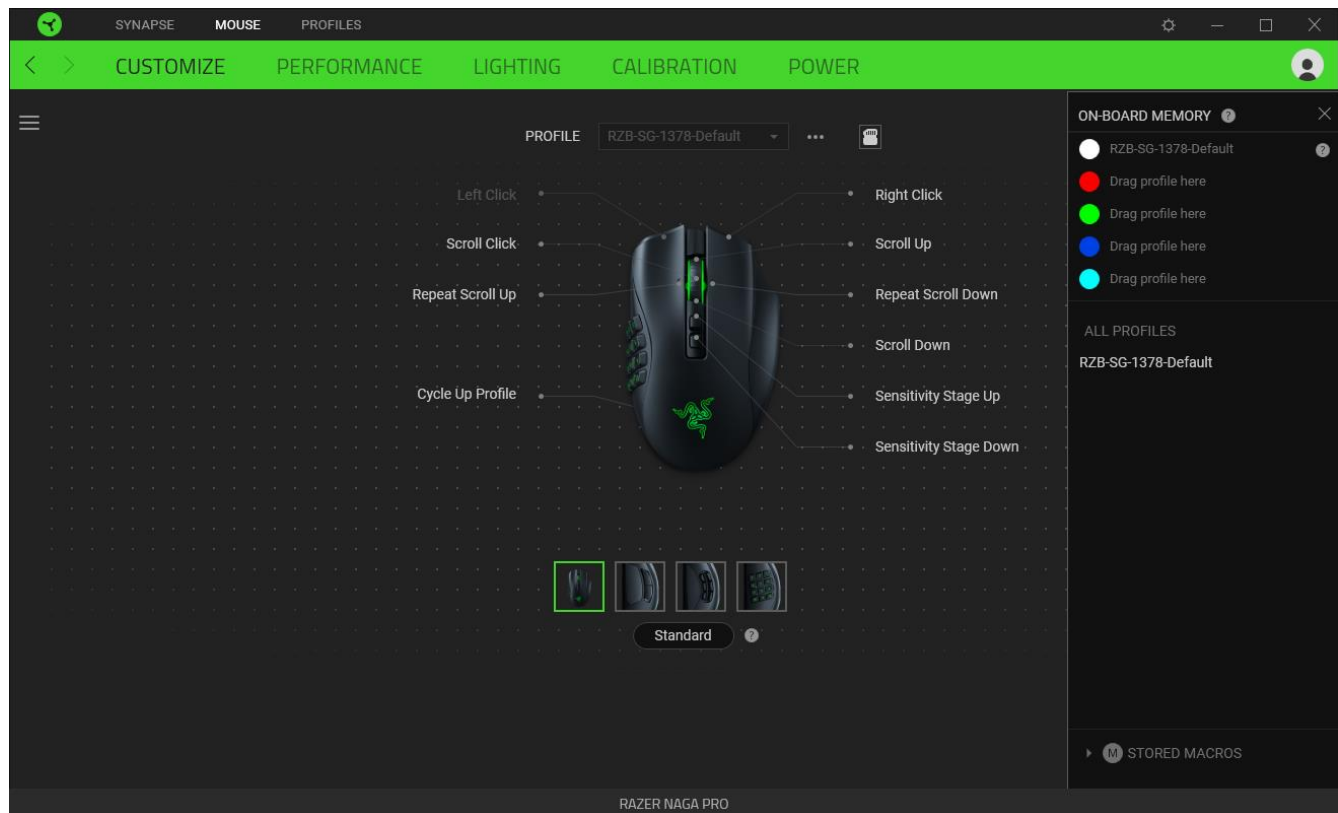 SYNAPSE MOUSE PROFILES
CUSTOMIZE PERFORMANCE LIGHTING CALIBRATION POWER
PROFILE RZB-SG-1378-Default
Left Click
Scroll Click
Repeat Scroll Up
Cycle Up Profile
Right Click
Scroll Up
Repeat Scroll Down
Scroll Down
Sensitivity Stage Up
Sensitivity Stage Down
Standard ?
ON-BOARD MEMORY ?
RZB-SG-1378-Default ?
Drag profile here
Drag profile here
Drag profile here
Drag profile here
ALL PROFILES
RZB-SG-1378-Default
M STORED MACROS
RAZER NAGA PRO